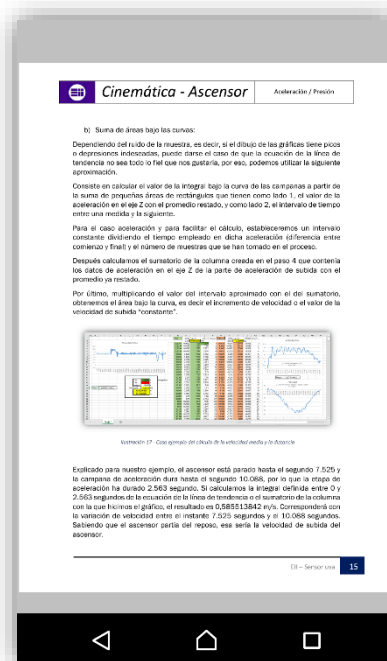 Cinemática - Ascensor
Aceleración / Presión
b) Suma de áreas bajo las curvas:
Dependiendo del ruido de la muestra, es decir, si el dibujo de las gráficas tiene picos
o depresiones indeseadas, puede darse el caso de que la ecuación de la línea de
tendencia no sea todo lo fiel que nos gustaría, por eso, podemos utilizar la siguiente
aproximación.
Consiste en calcular el valor de la integral bajo la curva de las campanas a partir de
la suma de pequeñas áreas de rectángulos que tienen como lado 1, el valor de la
aceleración en el eje Z con el promedio restado, y como lado 2, el intervalo de tiempo
entre una medida y la siguiente.
Para el caso aceleración y para facilitar el cálculo, estableceremos un intervalo
constante dividiendo el tiempo empleado en dicha aceleración (diferencia entre
comienzo y final) y el número de muestras que se han tomado en el proceso.
Después calculamos el sumatorio de la columna creada en el paso 4 que contenía
los datos de aceleración en el eje Z de la parte de aceleración de subida con el
promedio ya restado.
Por último, multiplicando el valor del intervalo aproximado con el del sumatorio,
obtenemos el área bajo la curva, es decir el incremento de velocidad o el valor de la
velocidad de subida "constante".
Ilustración 17 - Caso ejemplo del cálculo de la velocidad media y la distancia
Explicado para nuestro ejemplo, el ascensor está parado hasta el segundo 7.525 y
la campana de aceleración dura hasta el segundo 10.088, por lo que la etapa de
aceleración ha durado 2.563 segundo. Si calculamos la integral definida entre 0 y
2.563 segundos de la ecuación de la línea de tendencia o el sumatorio de la columna
con la que hicimos el gráfico, el resultado es 0,585513842 m/s. Corresponderá con
la variación de velocidad entre el instante 7.525 segundos y el 10.088 segundos.
Sabiendo que el ascensor partía del reposo, esa sería la velocidad de subida del
ascensor.
15